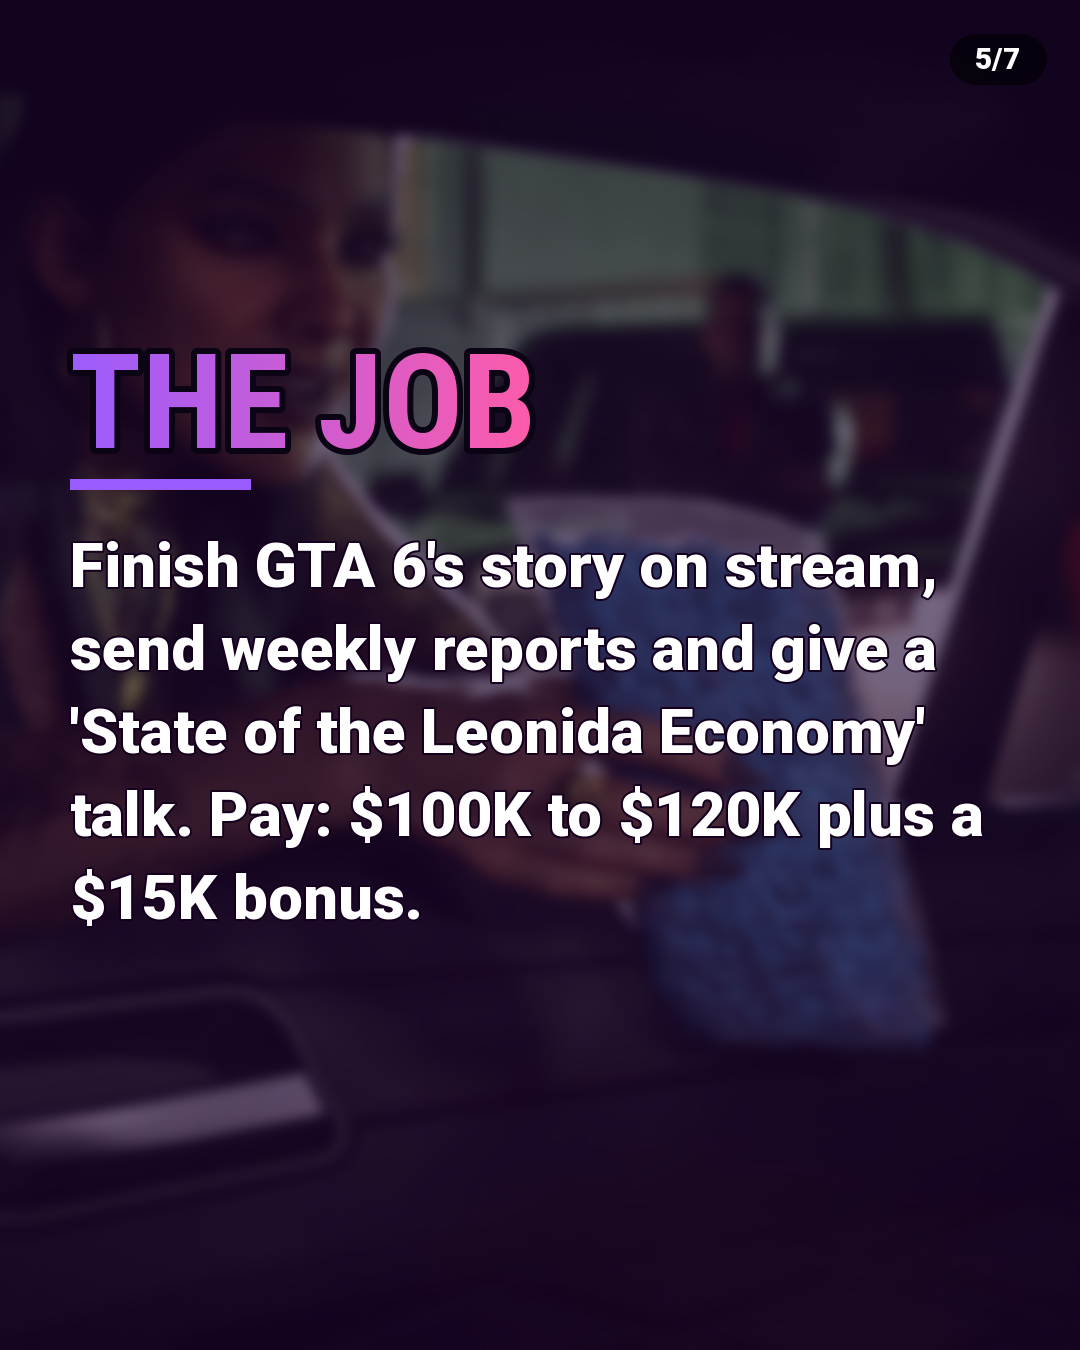 5/7
THE JOB
Finish GTA 6's story on stream,
send weekly reports and give a
'State of the Leonida Economy'
talk. Pay: $100K to $120K plus a
$15K bonus.